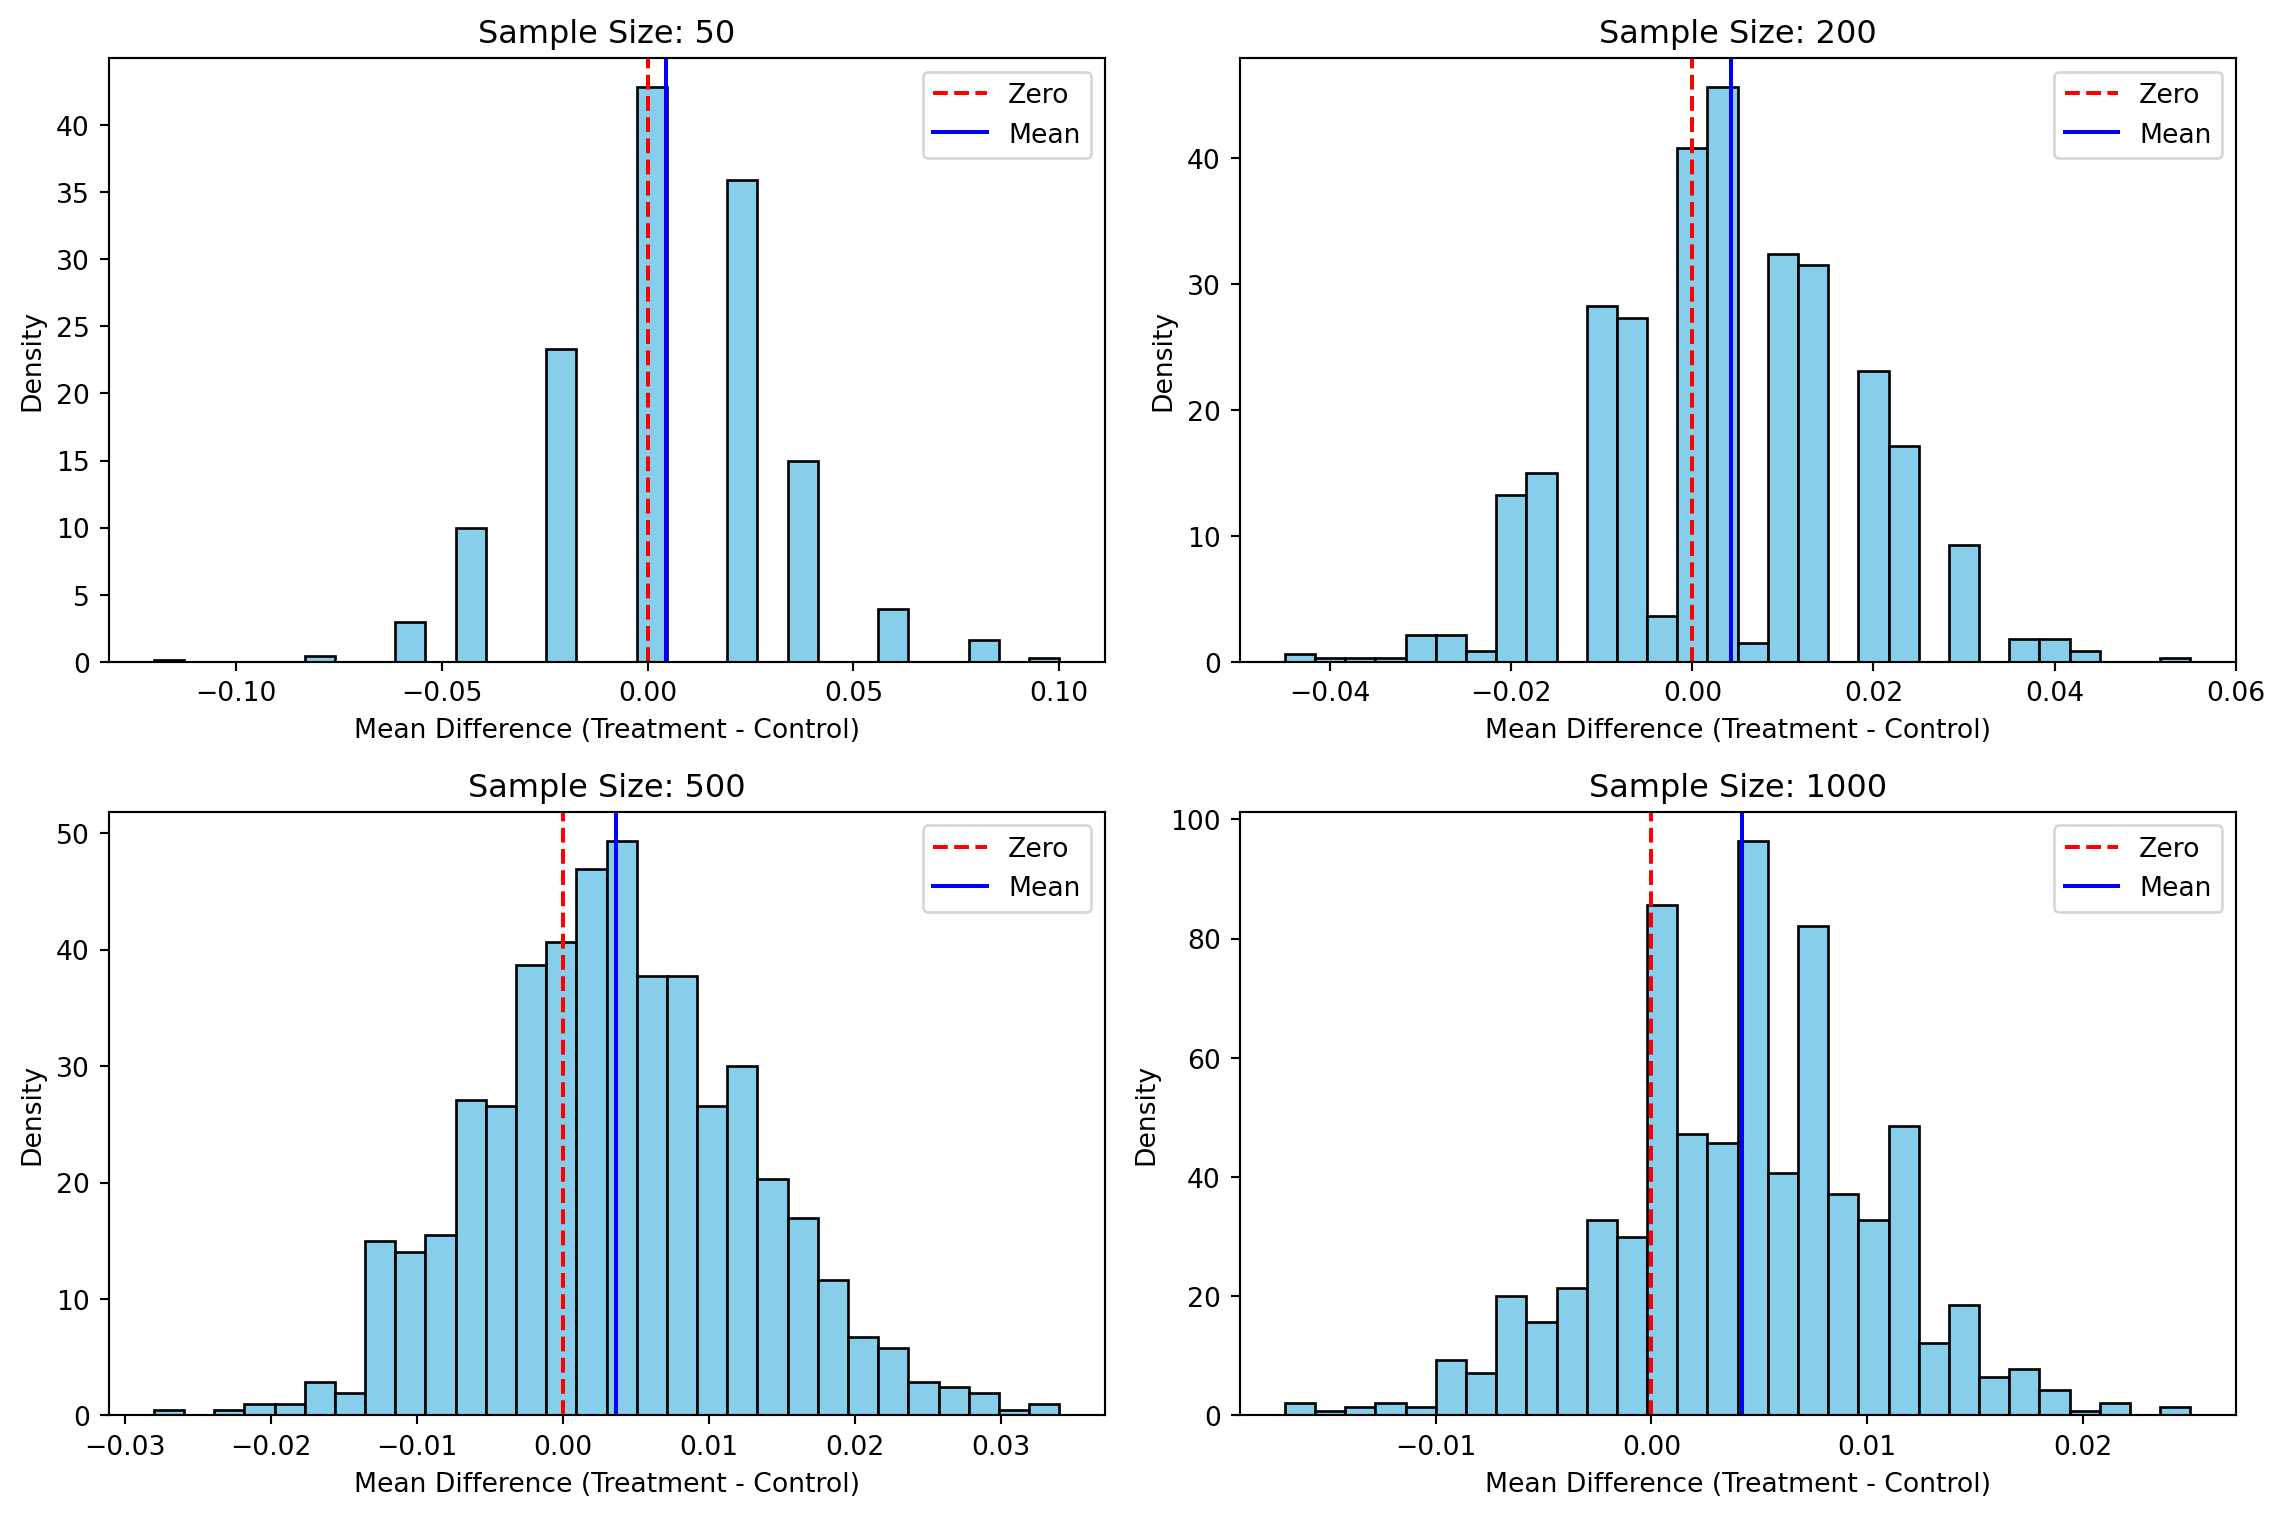 Sample Size: 50
Zero
Mean
40
35
30
25
20
15
10
5
0
Density
−0.10 −0.05 0.00 0.05 0.10
Mean Difference (Treatment - Control)
Sample Size: 200
Zero
Mean
40
30
20
10
0
Density
−0.04 −0.02 0.00 0.02 0.04 0.06
Mean Difference (Treatment - Control)
Sample Size: 500
Zero
Mean
50
40
30
20
10
0
Density
−0.03 −0.02 −0.01 0.00 0.01 0.02 0.03
Mean Difference (Treatment - Control)
Sample Size: 1000
Zero
Mean
100
80
60
40
20
0
Density
−0.01 0.00 0.01 0.02
Mean Difference (Treatment - Control)